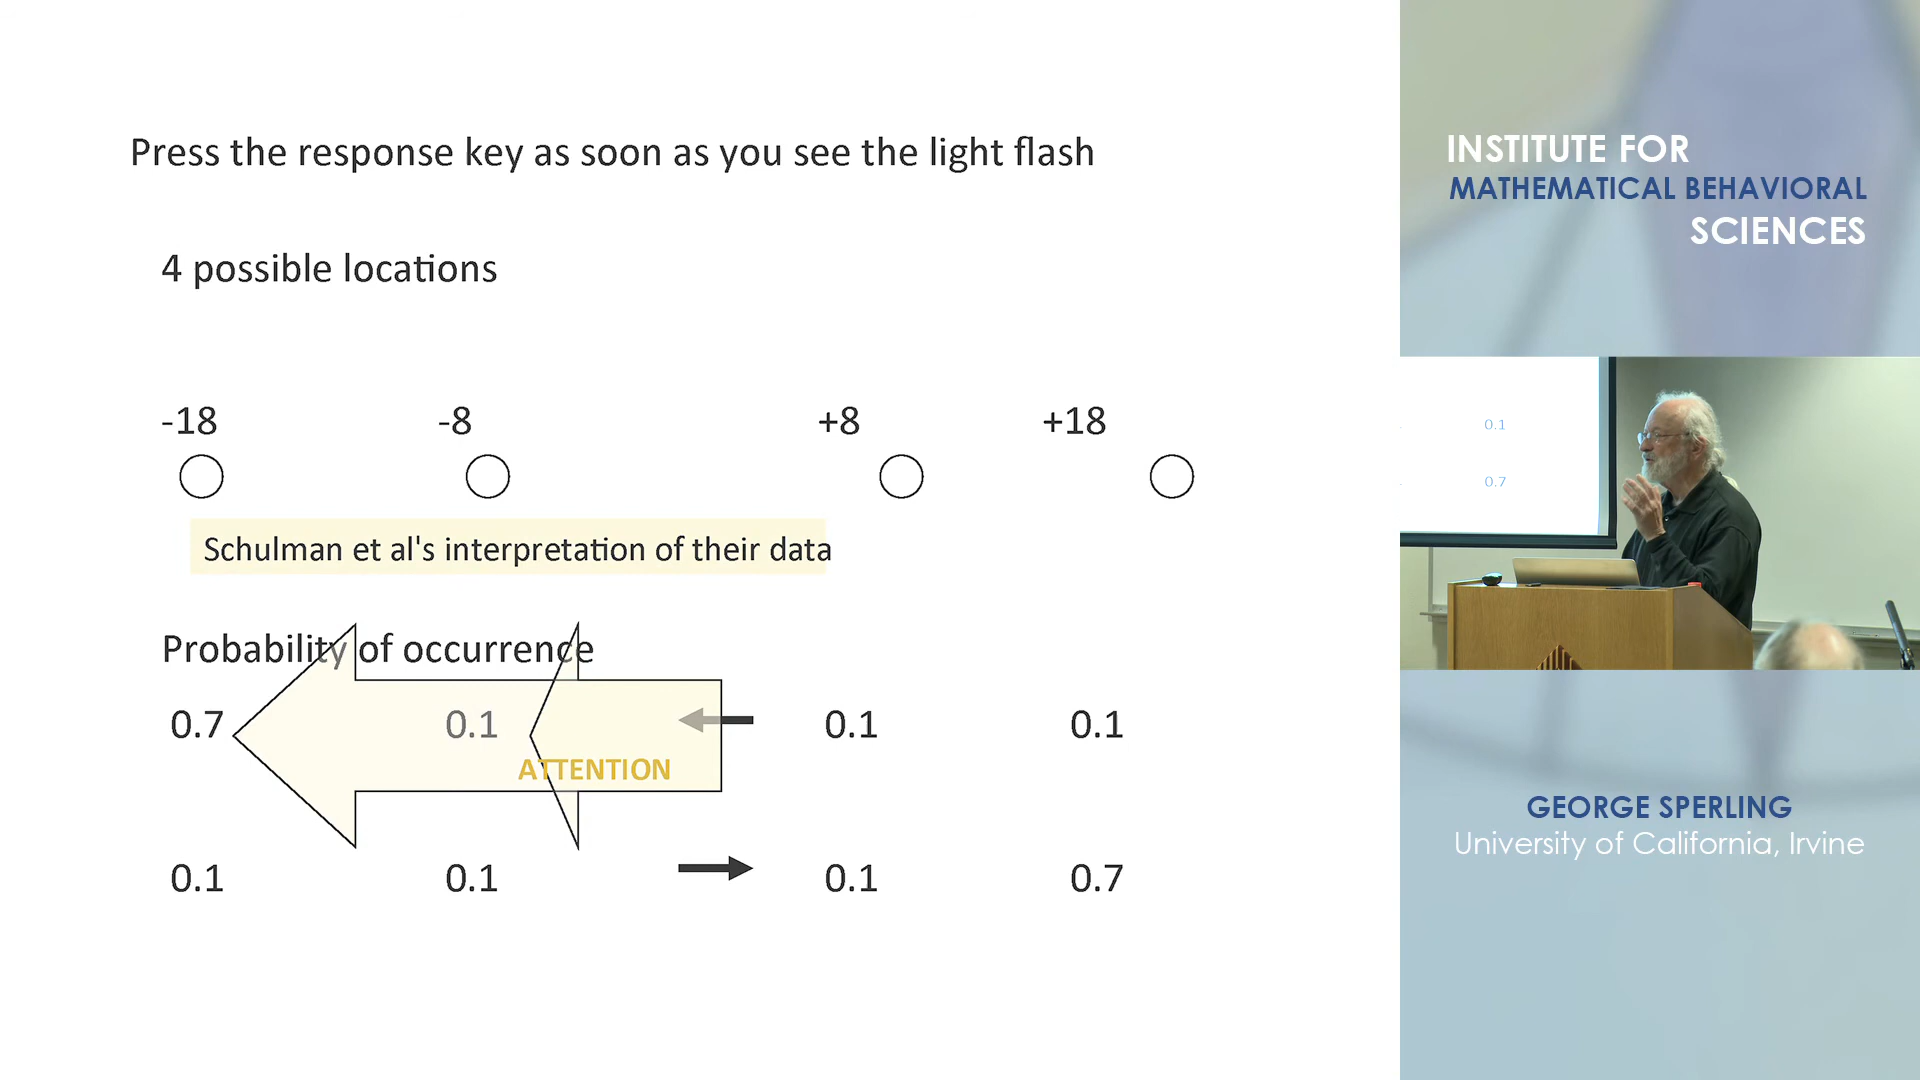 Press the response key as soon as you see the light flash
4 possible locations
-18 -8 +8 +18
Schulman et al's interpretation of their data
Probability of occurrence
0.7 0.1 0.1 0.1
ATTENTION
0.1 0.1 0.1 0.7
INSTITUTE FOR
MATHEMATICAL BEHAVIORAL
SCIENCES
0.1
0.7
GEORGE SPERLING
University of California, Irvine